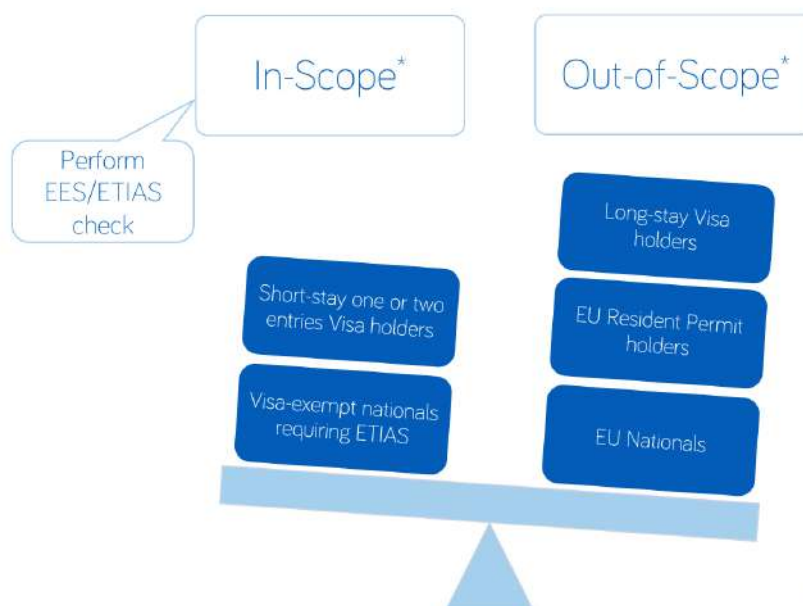 In-Scope*
Out-of-Scope*
Perform
EES/ETIAS
check
Short-stay one or two
entries Visa holders
Visa-exempt nationals
requiring ETIAS
Long-stay Visa
holders
EU Resident Permit
holders
EU Nationals